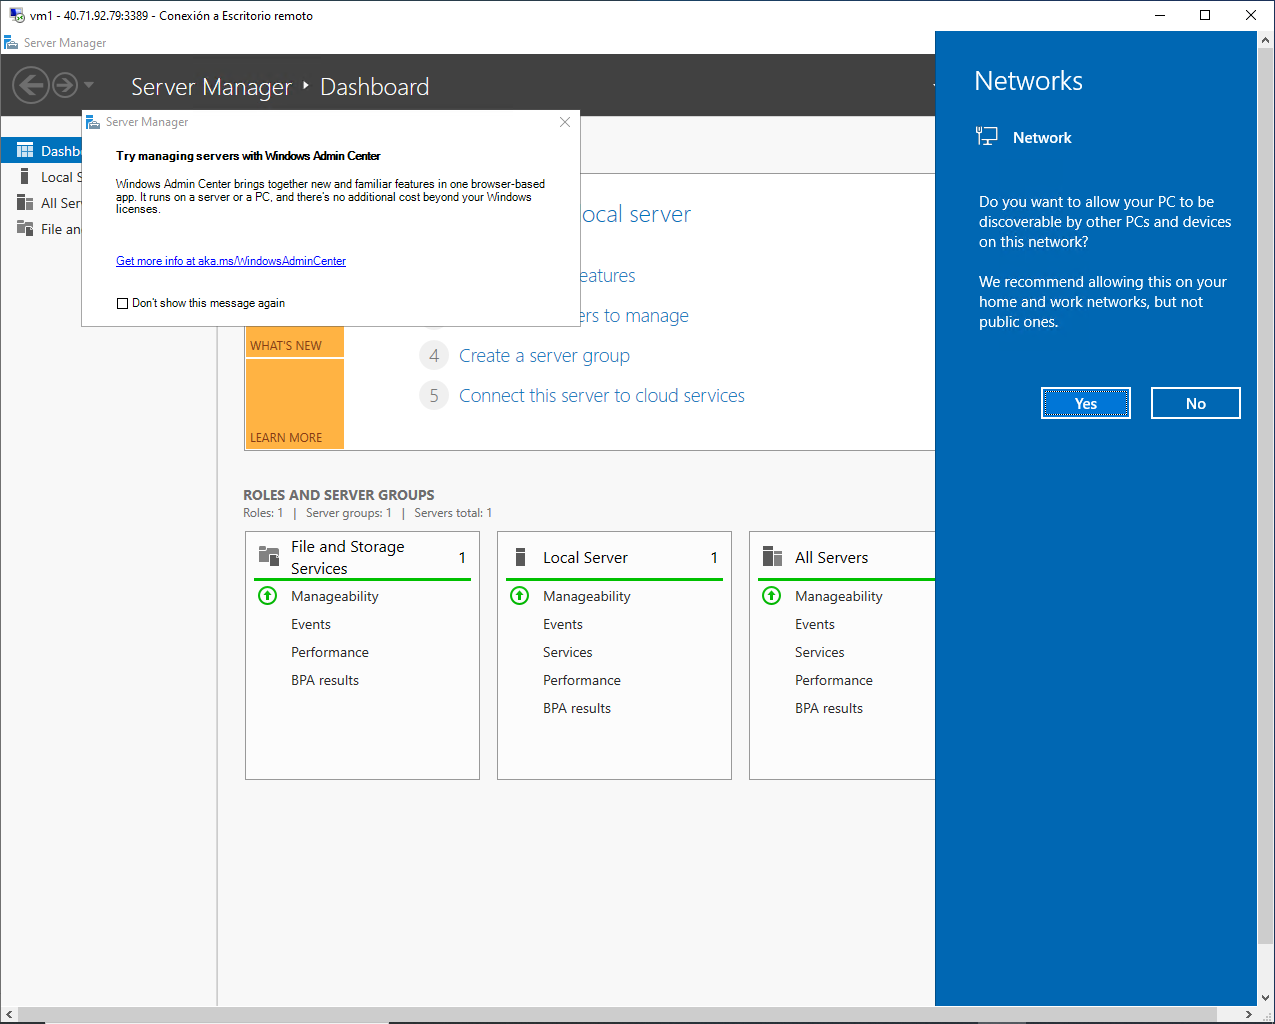 vm1 - 40.71.92.79:3389 - Conexión a Escritorio remoto
Server Manager
Server Manager
Dashboard
Server Manager
Try managing servers with Windows Admin Center
Windows Admin Center brings together new and familiar features in one browser-based
app. It runs on a server or a PC, and there's no additional cost beyond your Windows
licenses.
Get more info at aka.ms/WindowsAdminCenter
Don't show this message again
Dashb
Local S
All Ser
File an
ocal server
eatures
ers to manage
4 Create a server group
5 Connect this server to cloud services
WHAT'S NEW
LEARN MORE
ROLES AND SERVER GROUPS
Roles: 1 | Server groups: 1 | Servers total: 1
File and Storage
Services
1
Manageability
Events
Performance
BPA results
Local Server 1
Manageability
Events
Services
Performance
BPA results
All Servers
Manageability
Events
Services
Performance
BPA results
Networks
Network
Do you want to allow your PC to be
discoverable by other PCs and devices
on this network?
We recommend allowing this on your
home and work networks, but not
public ones.
Yes
No